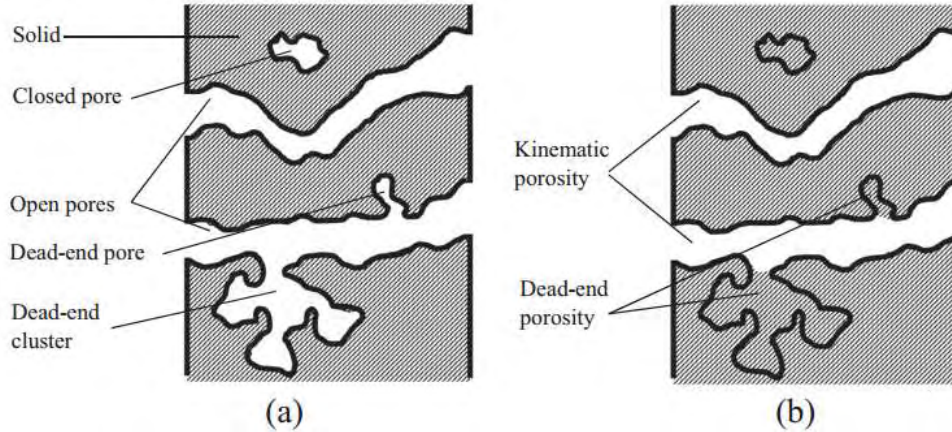 Solid
Closed pore
Open pores
Dead-end pore
Dead-end
cluster
(a)
Kinematic
porosity
Dead-end
porosity
(b)